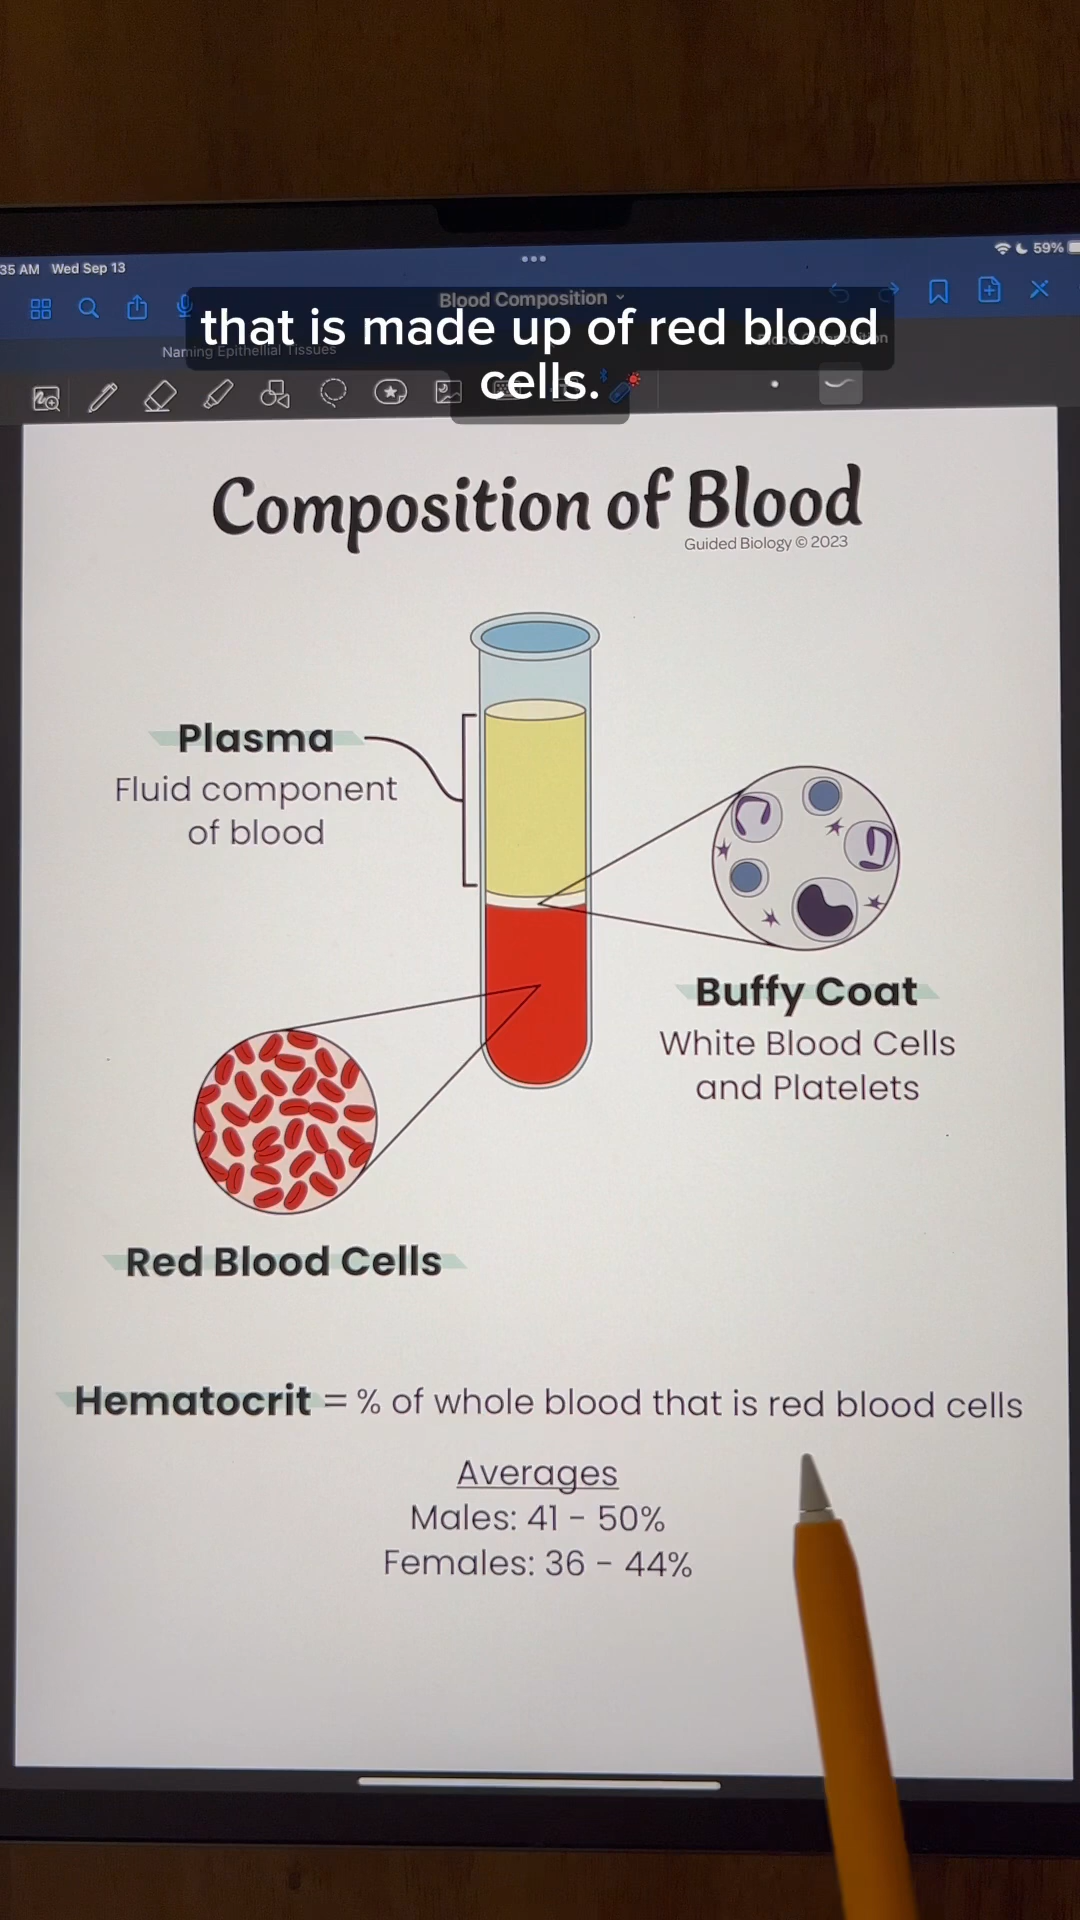 35 AM Wed Sep 13
59%
Blood Composition
that is made up of red blood
cells.
Naming Epithelial Tissues
Composition of Blood
Guided Biology © 2023
Plasma
Fluid component
of blood
Buffy Coat
White Blood Cells
and Platelets
Red Blood Cells
Hematocrit = % of whole blood that is red blood cells
Averages
Males: 41 - 50%
Females: 36 - 44%